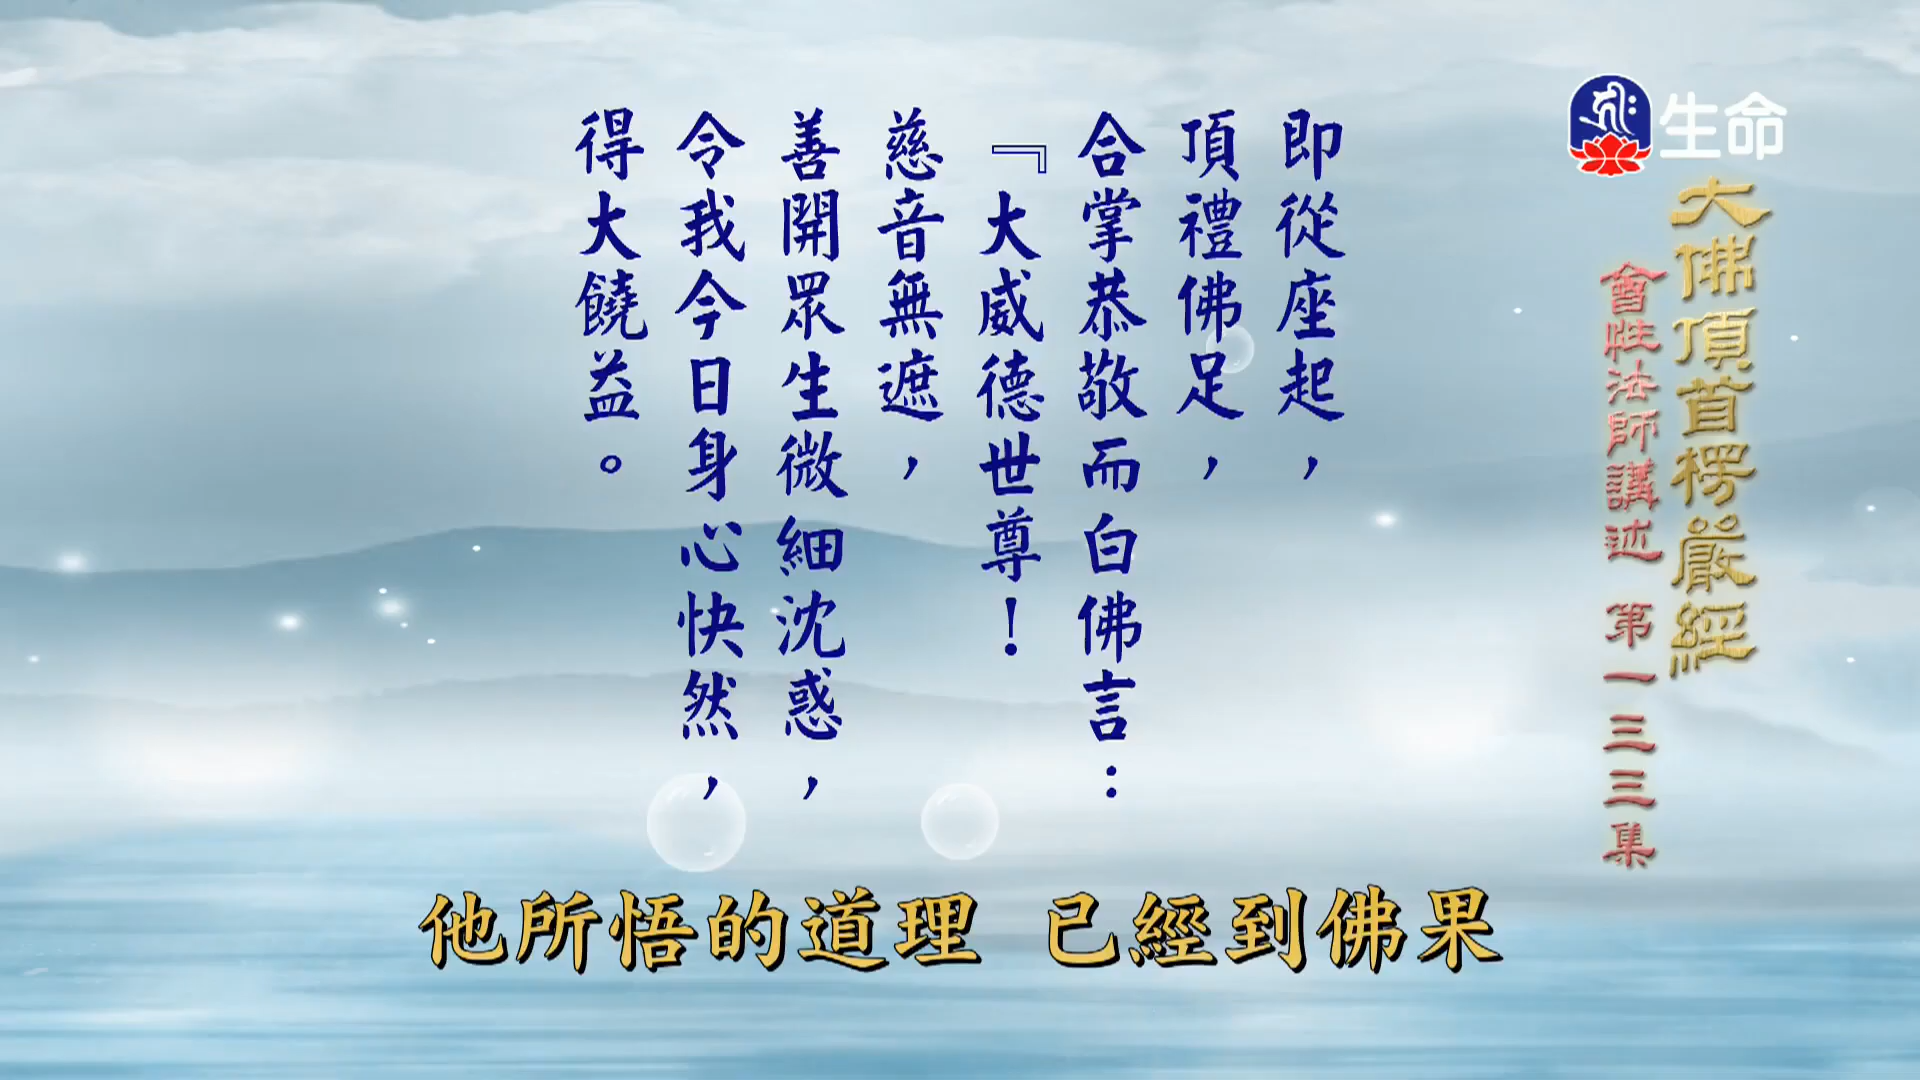 生命
大佛頂首楞嚴經
會性法師講述 第一三三集
即從座起，
頂禮佛足，
合掌恭敬而白佛言：
『大威德世尊！
慈音無遮，
善開眾生微細沈惑，
令我今日身心快然，
得大饒益。
他所悟的道理 已經到佛果